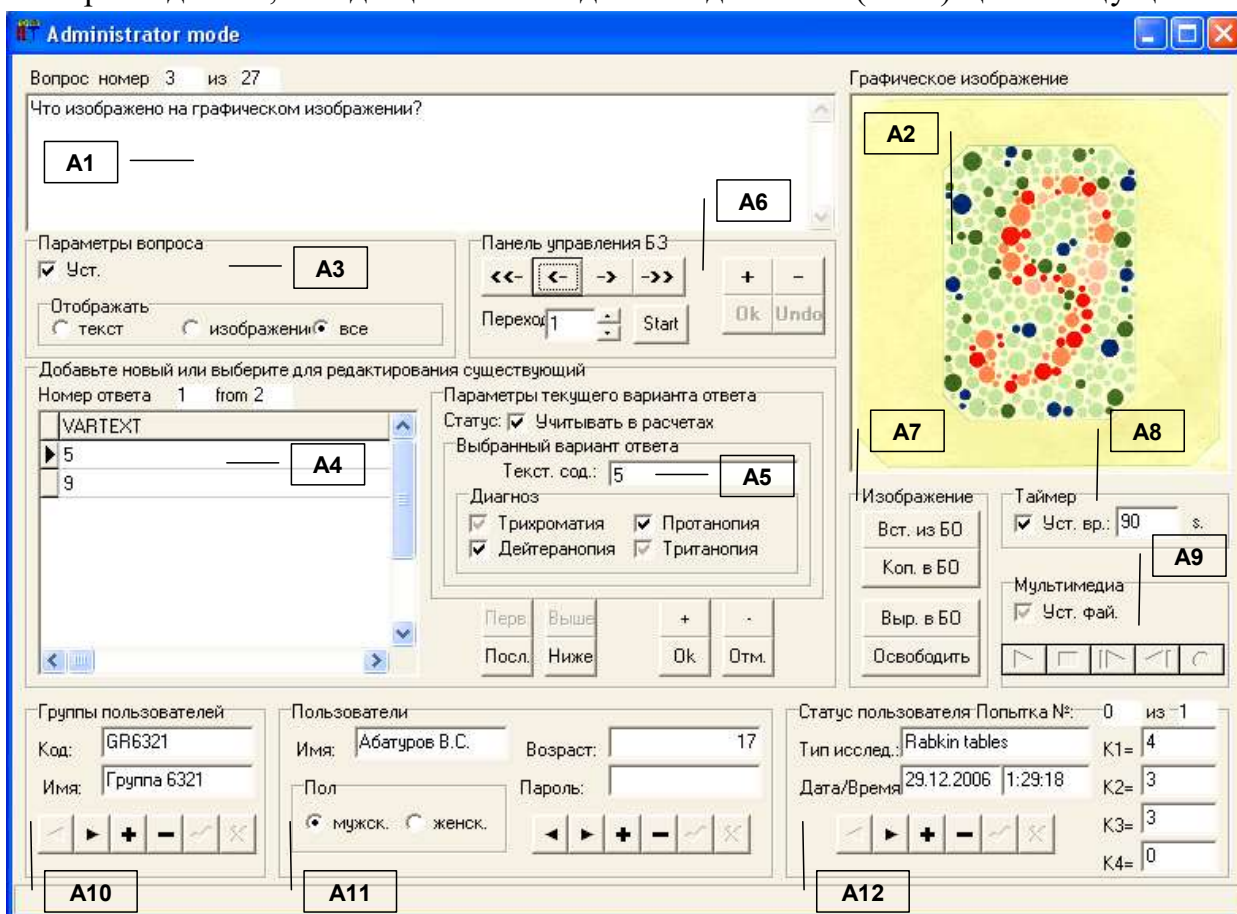 Administrator mode
Вопрос номер 3 из 27
Графическое изображение
Что изображено на графическом изображении?
A1
A2
A6
Параметры вопроса
Уст.
A3
Отображать
текст изображени все
Панель управления БЗ
<<- <- -> ->>
+ -
Ok Undo
Переход 1 Start
Добавьте новый или выберите для редактирования существующий
Номер ответа 1 from 2
VARTEXT
5
9
A4
Параметры текущего варианта ответа
Статус: Учитывать в расчетах
Выбранный вариант ответа
Текст. сод.: 5
A5
Диагноз
Трихроматия Протанопия
Дейтеранопия Тританопия
Перв. Выше + -
Посл. Ниже Ok Отм.
A7
A8
Изображение
Вст. из БО
Коп. в БО
Выр. в БО
Освободить
Таймер
Уст. вр.: 90 s.
A9
Мультимедиа
Уст. фай.
Группы пользователей
Код: GR6321
Имя: Группа 6321
A10
Пользователи
Имя: Абатуров В.С. Возраст: 17
Пол
мужск. женск.
Пароль:
A11
Статус пользователя Попытка №: 0 из 1
Тип исслед.: Rabkin tables K1= 4
Дата/Время 29.12.2006 1:29:18 K2= 3
K3= 3
K4= 0
A12